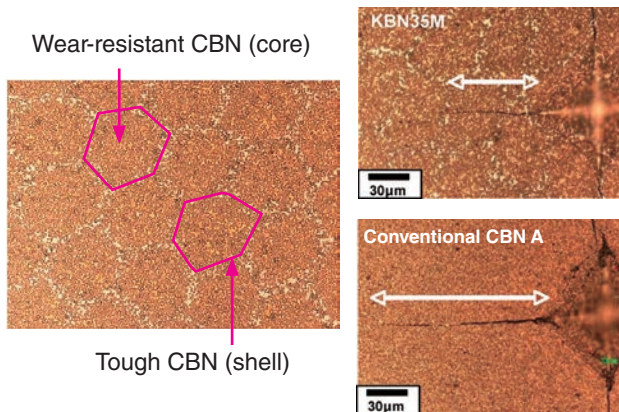 Wear-resistant CBN (core)
Tough CBN (shell)
KBN35M
30μm
Conventional CBN A
30μm